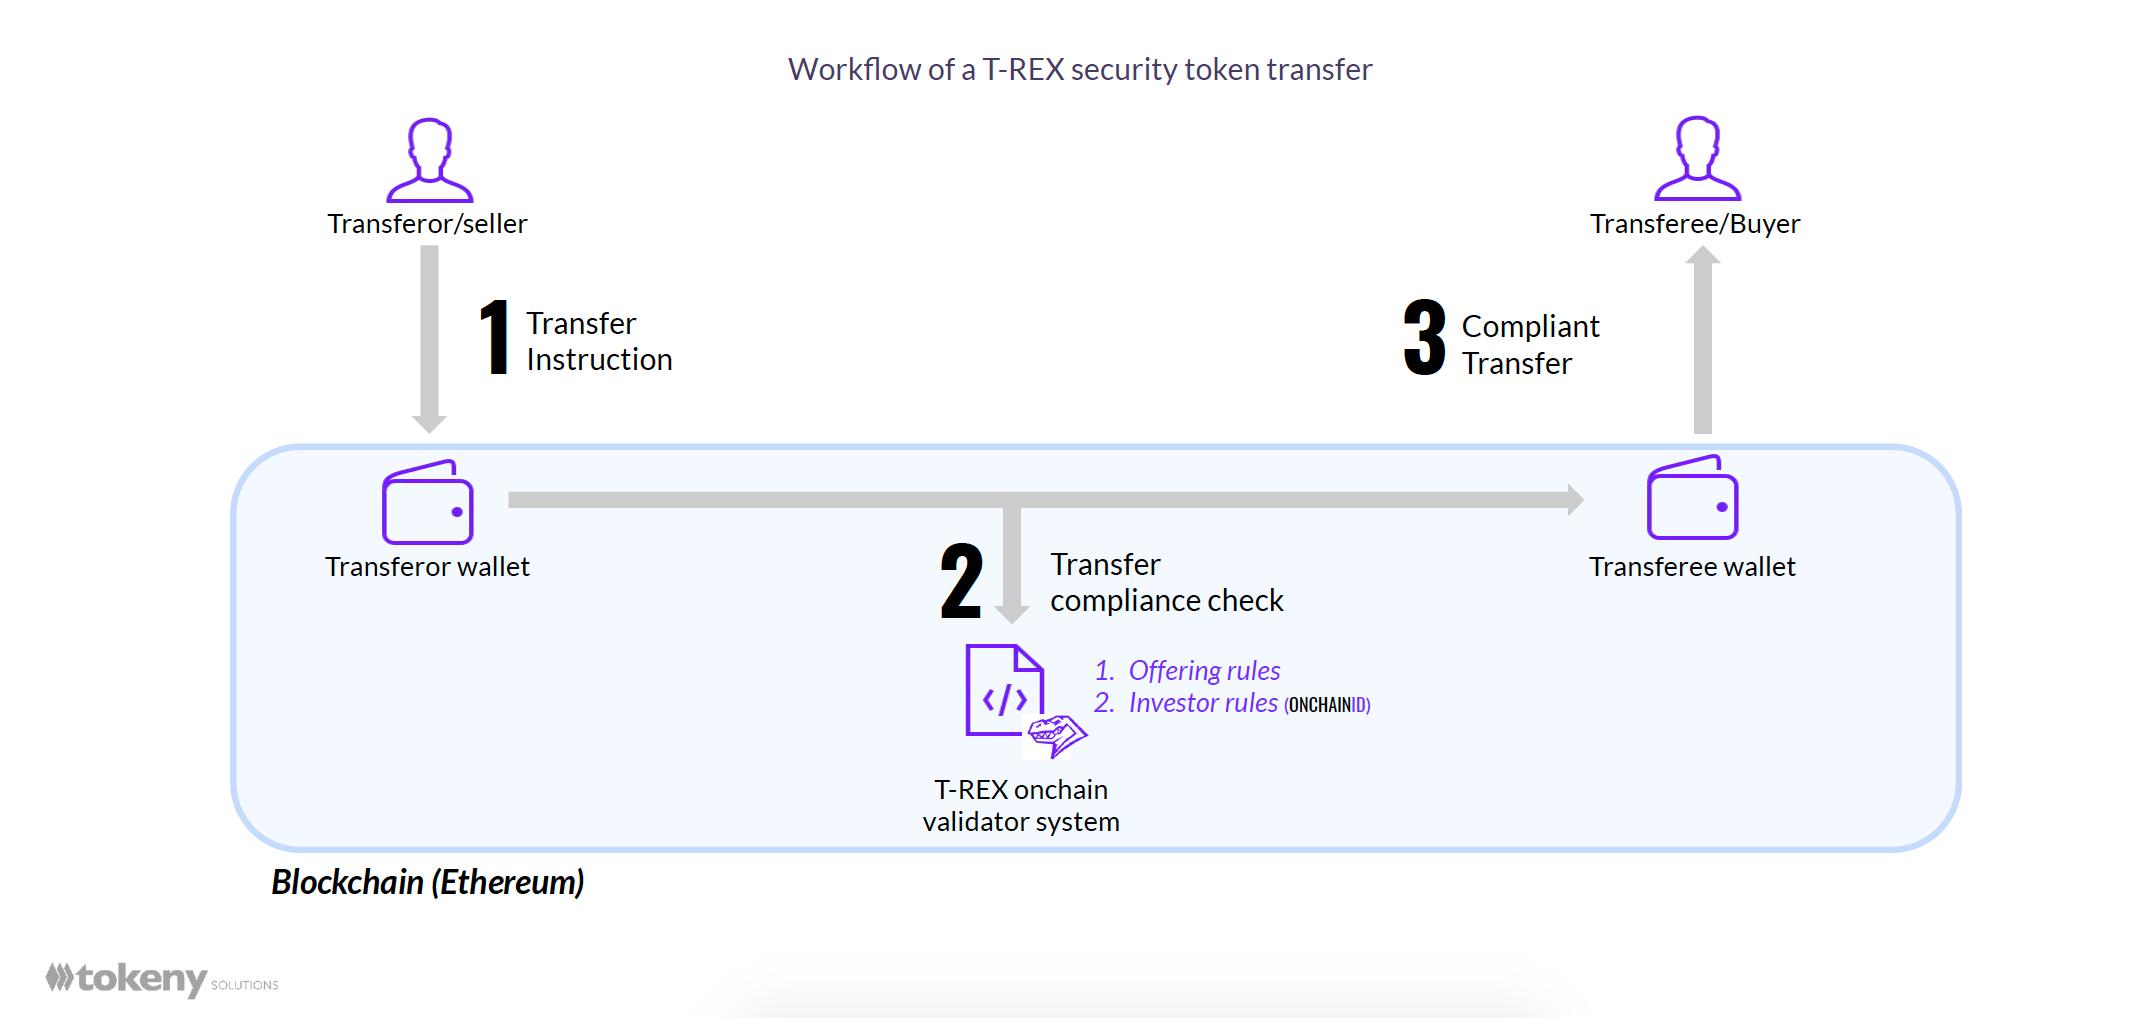 Workflow of a T-REX security token transfer
Transferor/seller
Transferee/Buyer
1 Transfer
Instruction
3 Compliant
Transfer
Transferor wallet
Transferee wallet
2 Transfer
compliance check
</>
1. Offering rules
2. Investor rules (ONCHAINID)
T-REX onchain
validator system
Blockchain (Ethereum)
tokeny SOLUTIONS